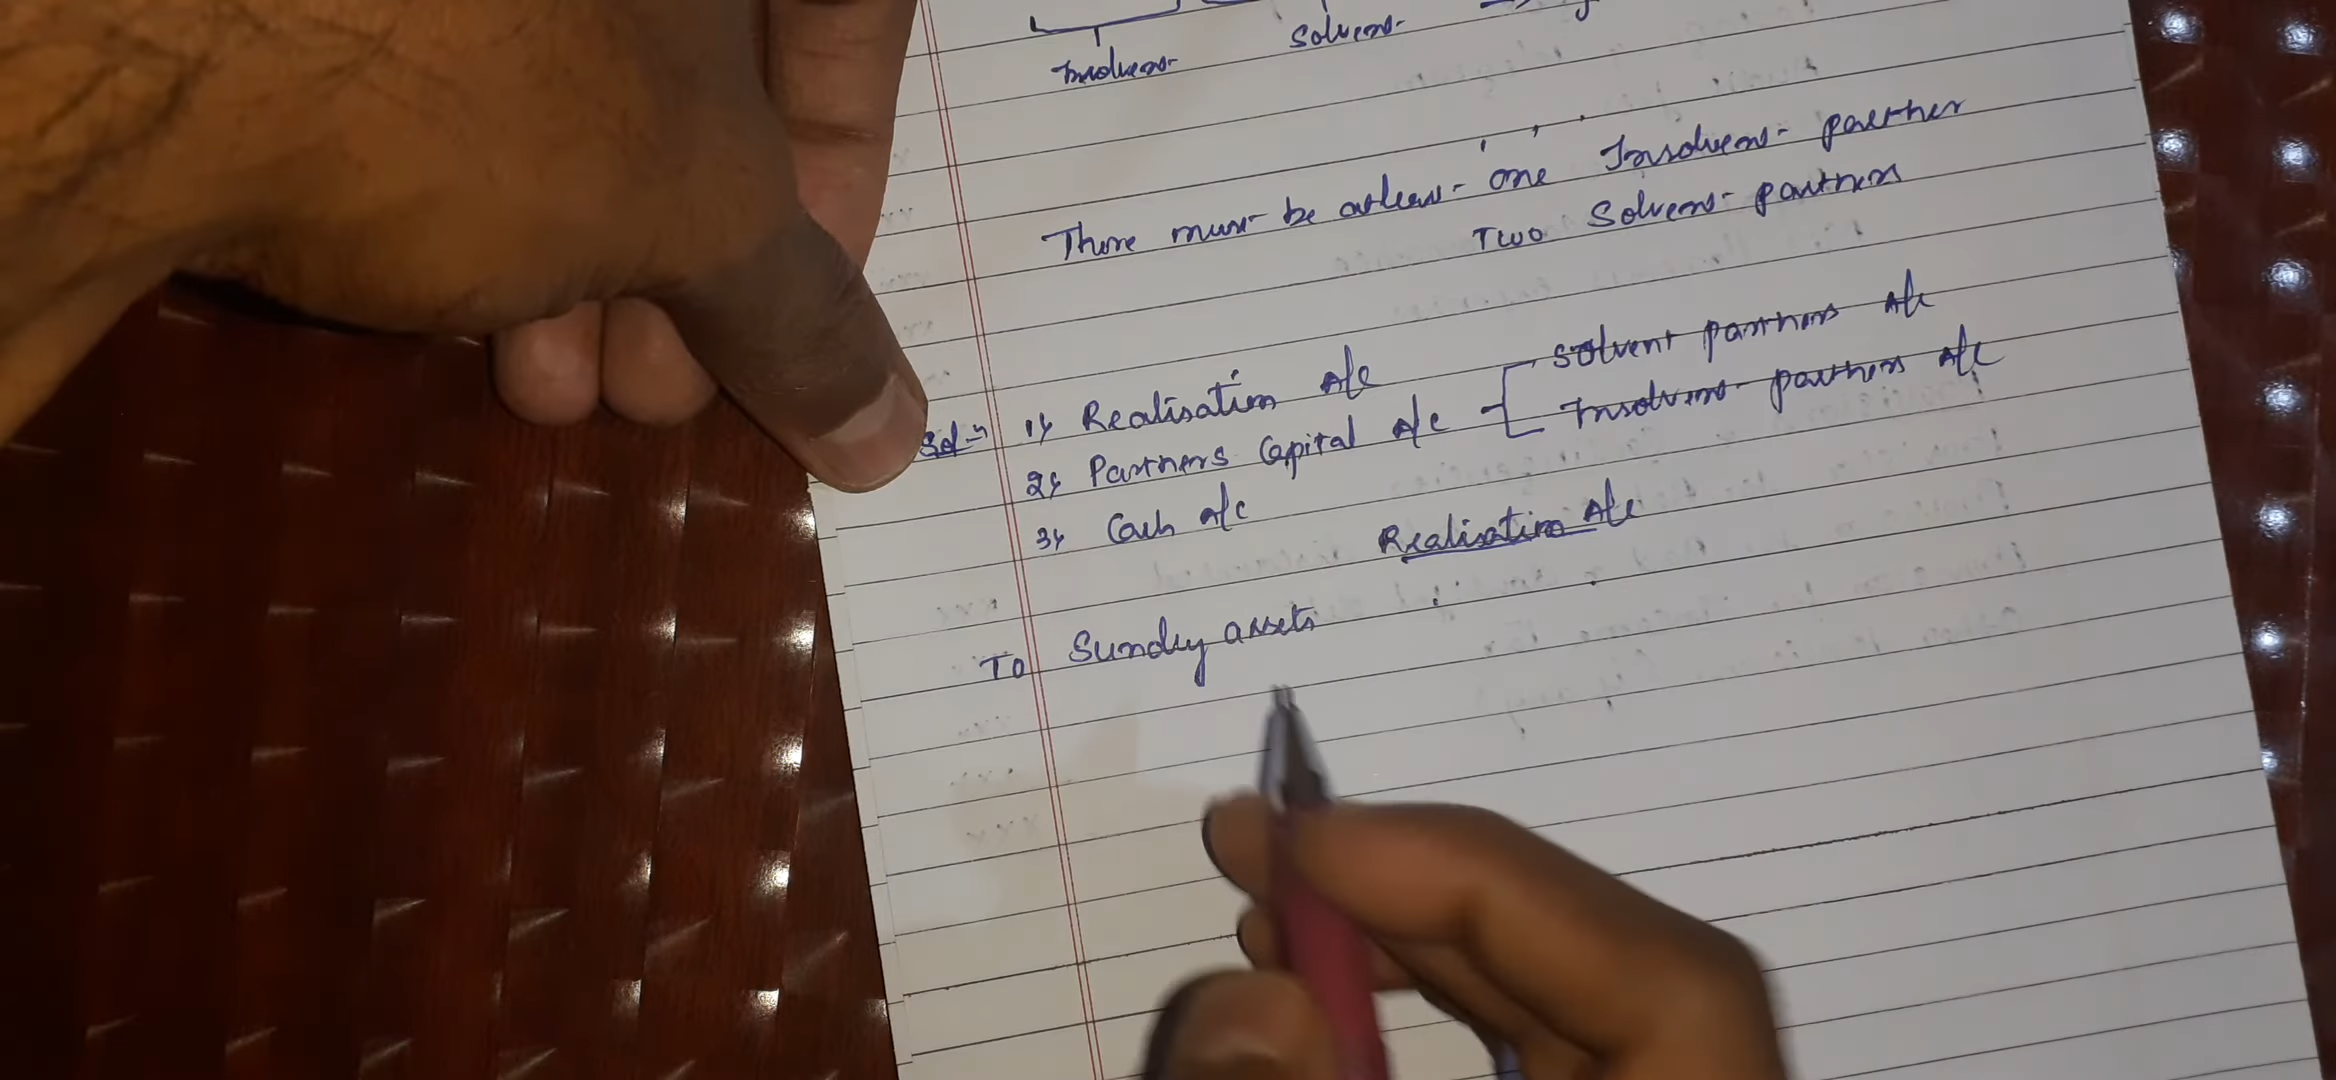 Insolvent Solvent
There must be atleast one Insolvent partner
Two Solvent partners
Sol→ 1) Realisation A/c
2) Partners Capital A/c Solvent partners A/c
Insolvent partners A/c
3) Cash A/c
Realisation A/c
To Sundry assets